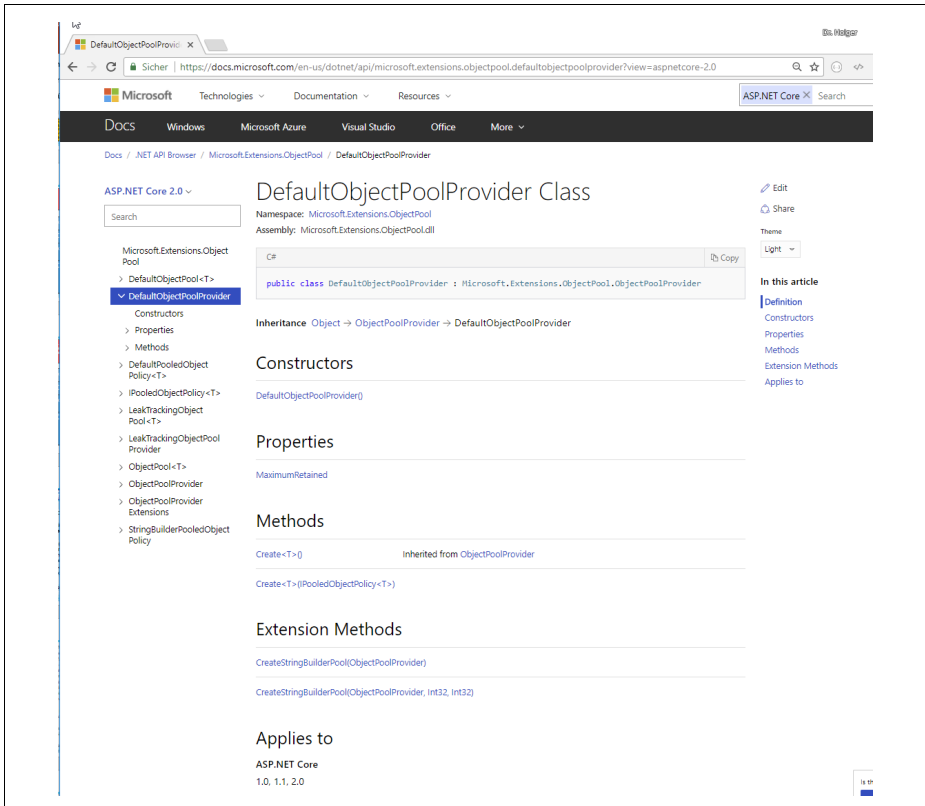 Dr. Holger
DefaultObjectPoolProvid
Sicher | https://docs.microsoft.com/en-us/dotnet/api/microsoft.extensions.objectpool.defaultobjectpoolprovider?view=aspnetcore-2.0
Microsoft Technologies Documentation Resources ASP.NET Core × Search
Docs Windows Microsoft Azure Visual Studio Office More
Docs / .NET API Browser / Microsoft.Extensions.ObjectPool / DefaultObjectPoolProvider
ASP.NET Core 2.0
Search
Microsoft.Extensions.Object
Pool
DefaultObjectPool<T>
DefaultObjectPoolProvider
Constructors
Properties
Methods
DefaultPooledObject
Policy<T>
IPooledObjectPolicy<T>
LeakTrackingObject
Pool<T>
LeakTrackingObjectPool
Provider
ObjectPool<T>
ObjectPoolProvider
ObjectPoolProvider
Extensions
StringBuilderPooledObject
Policy
DefaultObjectPoolProvider Class
Namespace: Microsoft.Extensions.ObjectPool
Assembly: Microsoft.Extensions.ObjectPool.dll
C# Copy
public class DefaultObjectPoolProvider : Microsoft.Extensions.ObjectPool.ObjectPoolProvider
Inheritance Object → ObjectPoolProvider → DefaultObjectPoolProvider
Constructors
DefaultObjectPoolProvider()
Properties
MaximumRetained
Methods
Create<T>() Inherited from ObjectPoolProvider
Create<T>(IPooledObjectPolicy<T>)
Extension Methods
CreateStringBuilderPool(ObjectPoolProvider)
CreateStringBuilderPool(ObjectPoolProvider, Int32, Int32)
Applies to
ASP.NET Core
1.0, 1.1, 2.0
Edit
Share
Theme
Light
In this article
Definition
Constructors
Properties
Methods
Extension Methods
Applies to
Is th